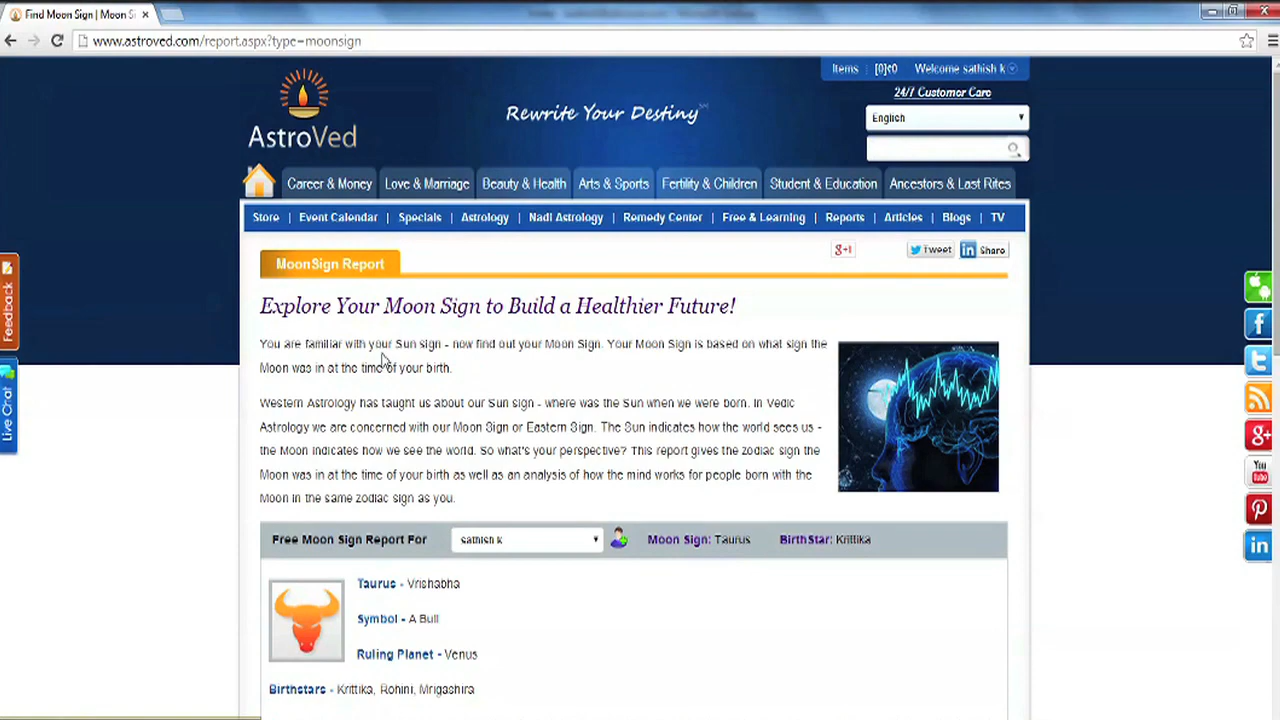 Find Moon Sign | Moon Si
www.astroved.com/report.aspx?type=moonsign
Items [0]¢0 Welcome sathish k
24/7 Customer Care
AstroVed
Rewrite Your Destiny
English
Career & Money Love & Marriage Beauty & Health Arts & Sports Fertility & Children Student & Education Ancestors & Last Rites
Store | Event Calendar | Specials | Astrology | Nadi Astrology | Remedy Center | Free & Learning | Reports | Articles | Blogs | TV
MoonSign Report
g+1 Tweet in Share
Explore Your Moon Sign to Build a Healthier Future!
You are familiar with your Sun sign - now find out your Moon Sign. Your Moon Sign is based on what sign the
Moon was in at the time of your birth.
Western Astrology has taught us about our Sun sign - where was the Sun when we were born. In Vedic
Astrology we are concerned with our Moon Sign or Eastern Sign. The Sun indicates how the world sees us -
the Moon indicates how we see the world. So what's your perspective? This report gives the zodiac sign the
Moon was in at the time of your birth as well as an analysis of how the mind works for people born with the
Moon in the same zodiac sign as you.
Free Moon Sign Report For sathish k Moon Sign: Taurus BirthStar: Krittika
Taurus - Vrishabha
Symbol - A Bull
Ruling Planet - Venus
Birthstars - Krittika, Rohini, Mrigashira
Feedback
Live Chat
You
Tube